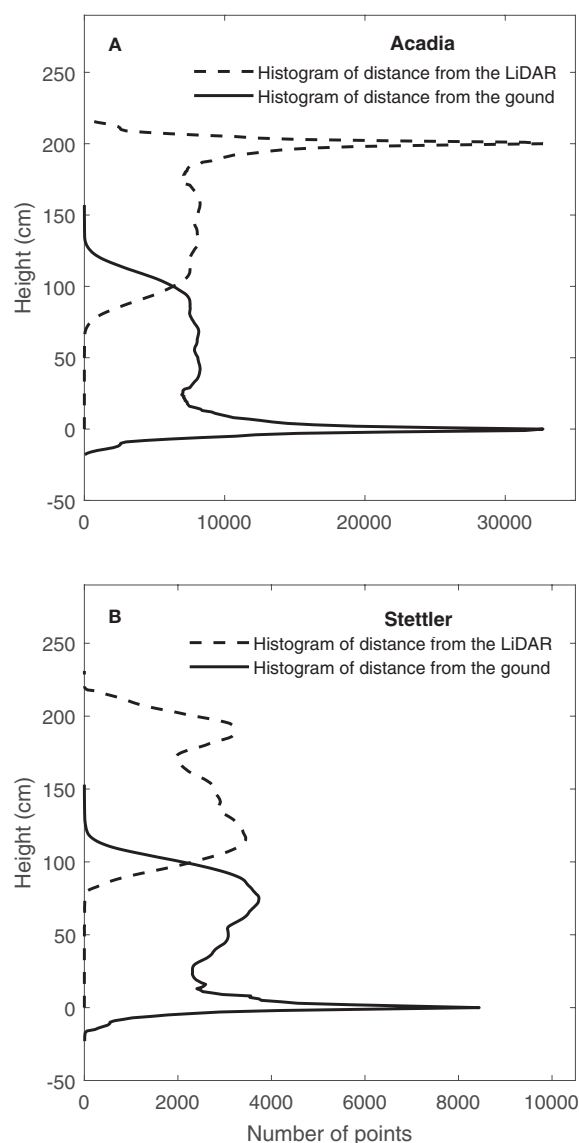 A
Acadia
Histogram of distance from the LiDAR
Histogram of distance from the gound
Height (cm)
250
200
150
100
50
0
-50
0 10000 20000 30000
B
Stettler
Histogram of distance from the LiDAR
Histogram of distance from the gound
Height (cm)
250
200
150
100
50
0
-50
0 2000 4000 6000 8000 10000
Number of points